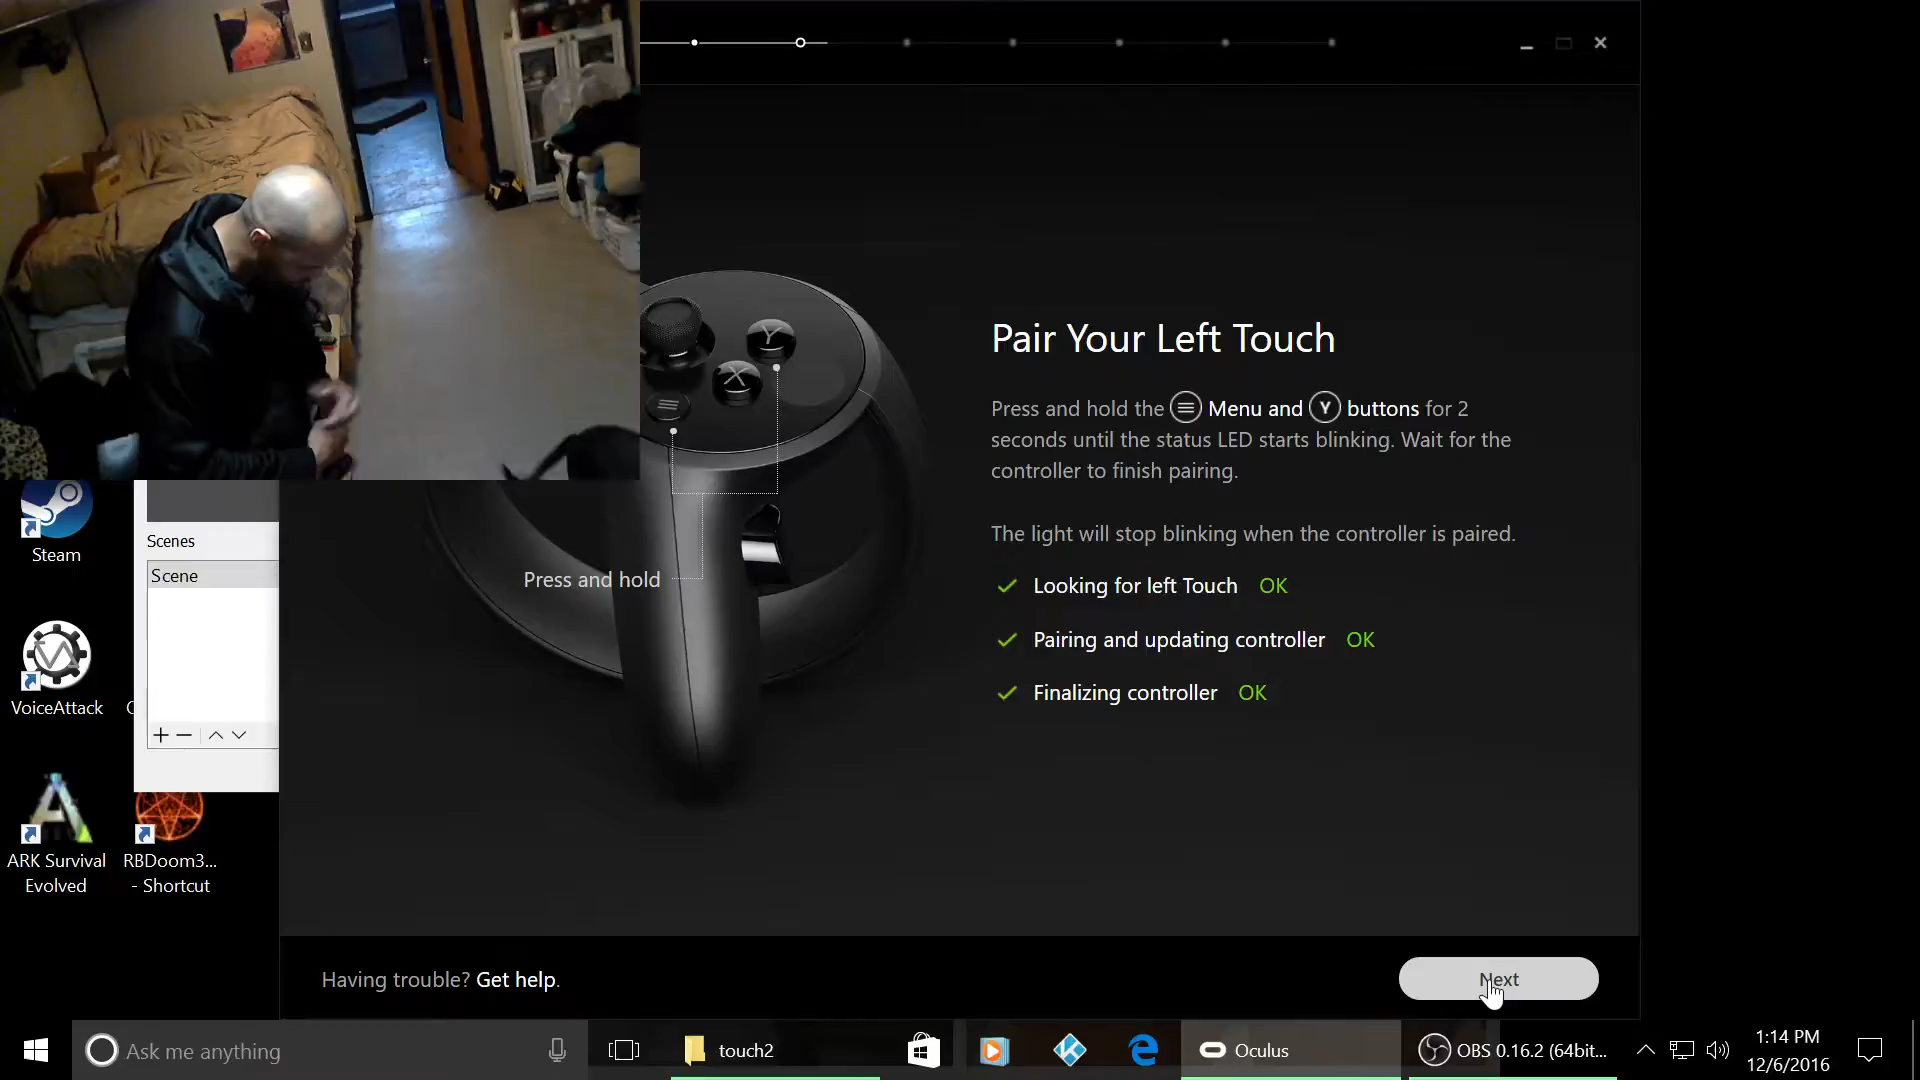 Pair Your Left Touch
Press and hold the Menu and Y buttons for 2
seconds until the status LED starts blinking. Wait for the
controller to finish pairing.
The light will stop blinking when the controller is paired.
Looking for left Touch OK
Pairing and updating controller OK
Finalizing controller OK
Y
X
Press and hold
Steam
Scenes
Scene
VoiceAttack
ARK Survival
Evolved
RBDoom3...
- Shortcut
Having trouble? Get help.
Next
Ask me anything
touch2
Oculus
OBS 0.16.2 (64bit...
1:14 PM
12/6/2016